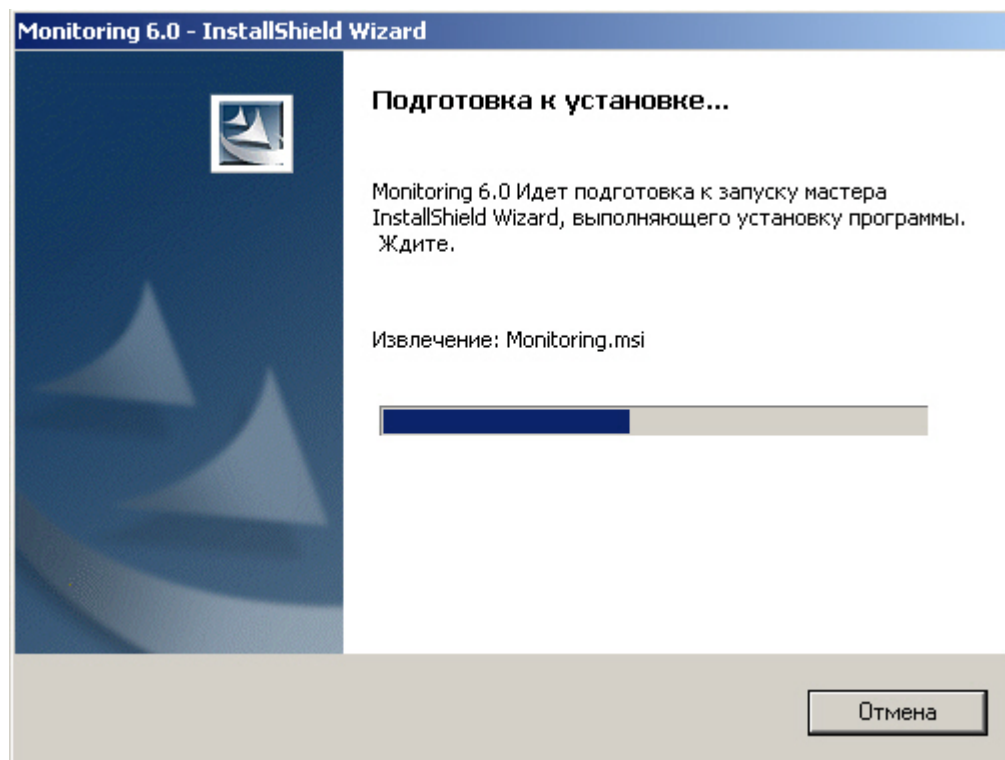 Monitoring 6.0 - InstallShield Wizard
Подготовка к установке...
Monitoring 6.0 Идет подготовка к запуску мастера
InstallShield Wizard, выполняющего установку программы.
Ждите.
Извлечение: Monitoring.msi
Отмена